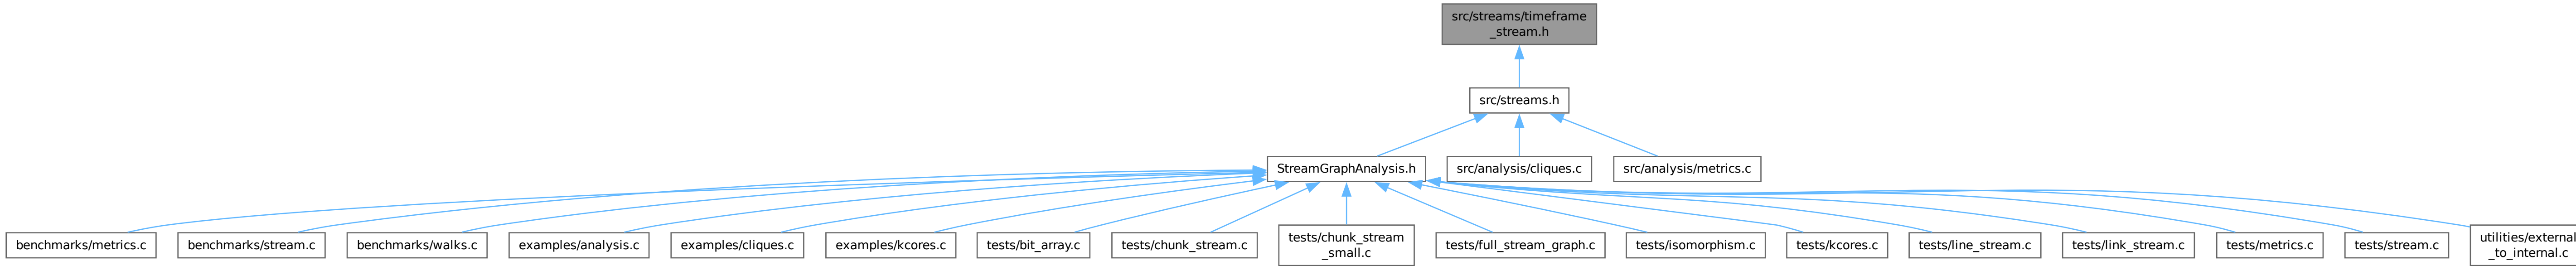 src/streams/timeframe
_stream.h
src/streams.h
StreamGraphAnalysis.h
src/analysis/cliques.c
src/analysis/metrics.c
benchmarks/metrics.c
benchmarks/stream.c
benchmarks/walks.c
examples/analysis.c
examples/cliques.c
examples/kcores.c
tests/bit_array.c
tests/chunk_stream.c
tests/chunk_stream
_small.c
tests/full_stream_graph.c
tests/isomorphism.c
tests/kcores.c
tests/line_stream.c
tests/link_stream.c
tests/metrics.c
tests/stream.c
utilities/external
_to_internal.c